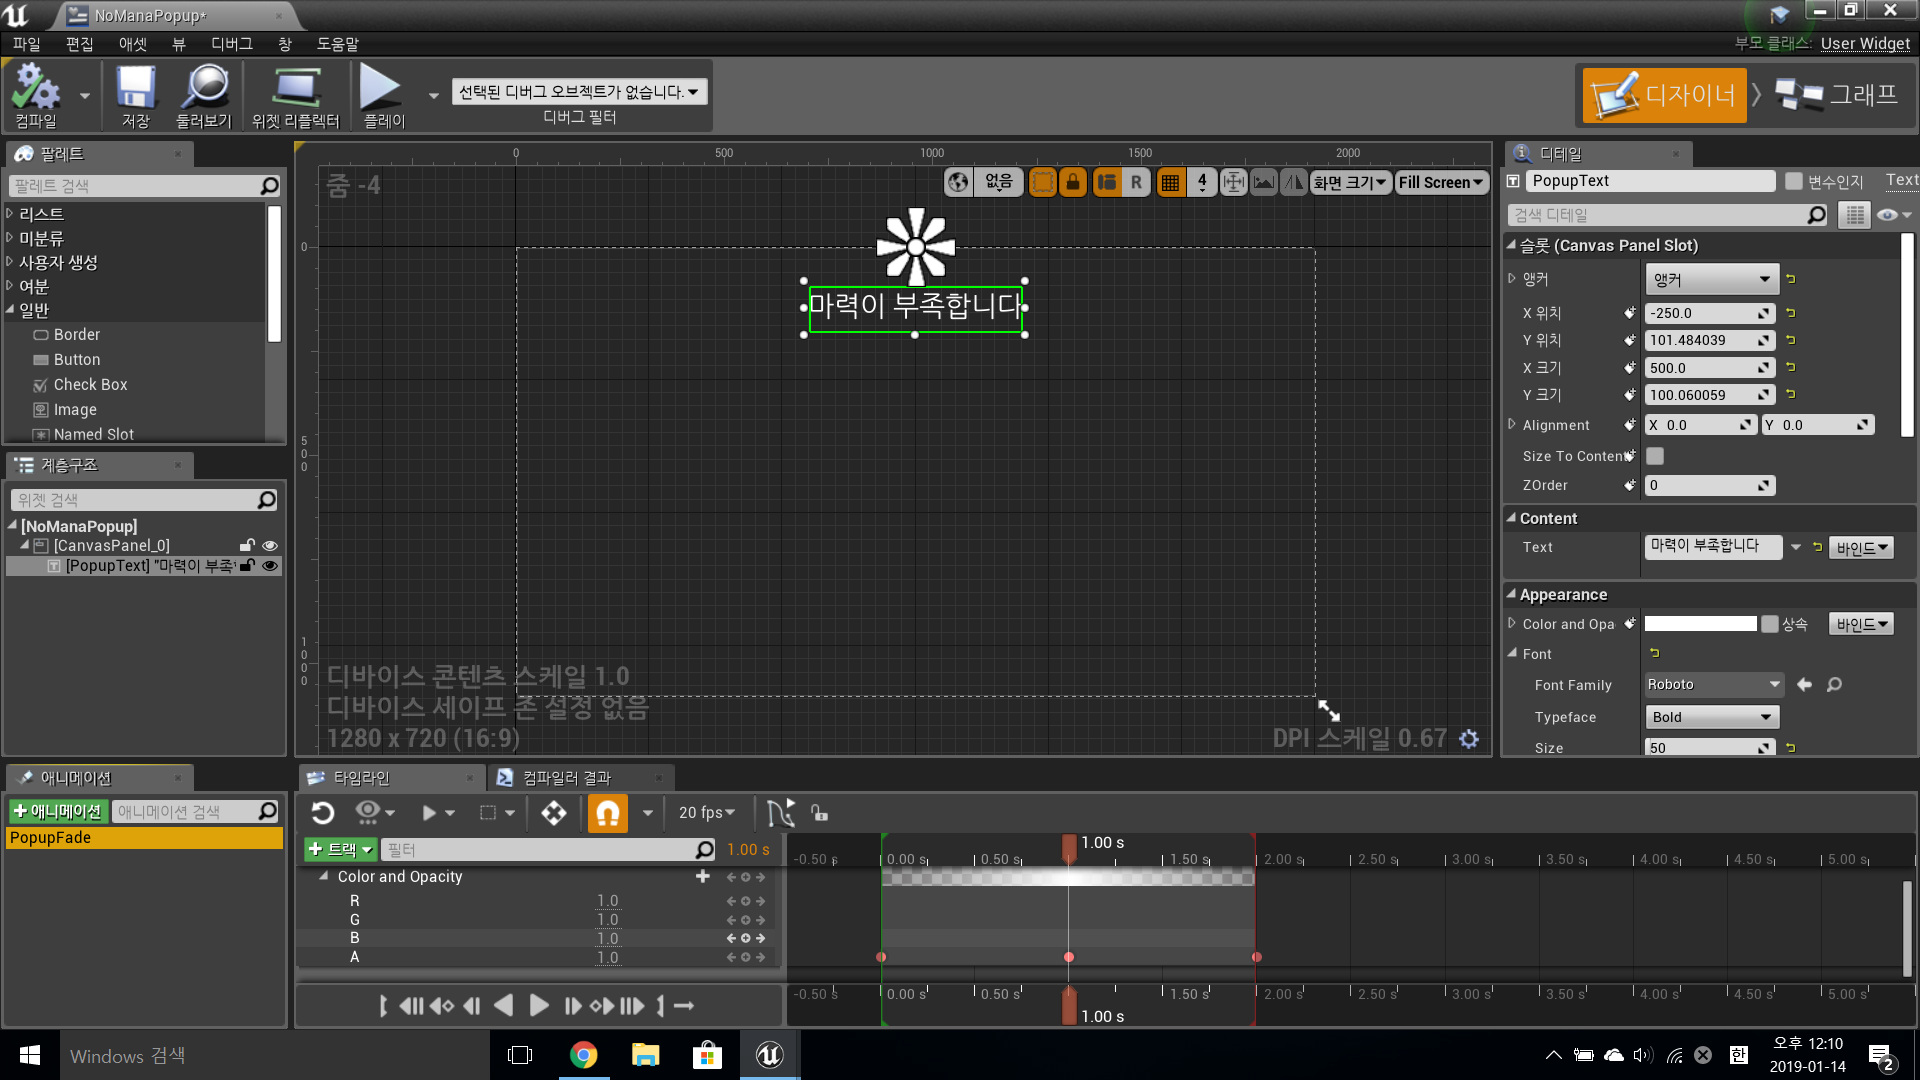 NoManaPopup*
파일 편집 애셋 뷰 디버그 창 도움말
부모 클래스: User Widget
컴파일 저장 둘러보기 위젯 리플렉터 플레이
선택된 디버그 오브젝트가 없습니다.
디버그 필터
디자이너 그래프
팔레트
팔레트 검색
리스트
미분류
사용자 생성
여분
일반
Border
Button
Check Box
Image
Named Slot
계층구조
위젯 검색
[NoManaPopup]
[CanvasPanel_0]
[PopupText] "마력이 부족
0 500 1000 1500 2000
줌 -4
없음 R 4 화면 크기 Fill Screen
0
500
1000
마력이 부족합니다
디바이스 콘텐츠 스케일 1.0
디바이스 세이프 존 설정 없음
1280 x 720 (16:9)
DPI 스케일 0.67
디테일
PopupText 변수인지 Text
검색 디테일
슬롯 (Canvas Panel Slot)
앵커 앵커
X 위치 -250.0
Y 위치 101.484039
X 크기 500.0
Y 크기 100.060059
Alignment X 0.0 Y 0.0
Size To Content
ZOrder 0
Content
Text 마력이 부족합니다 바인드
Appearance
Color and Opa 상속 바인드
Font
Font Family Roboto
Typeface Bold
Size 50
애니메이션
+ 애니메이션 애니메이션 검색
PopupFade
타임라인 컴파일러 결과
20 fps
+ 트랙 필터 1.00 s
Color and Opacity
R 1.0
G 1.0
B 1.0
A 1.0
1.00 s
-0.50 s 0.00 s 0.50 s 1.50 s 2.00 s 2.50 s 3.00 s 3.50 s 4.00 s 4.50 s 5.00 s
-0.50 s 0.00 s 0.50 s 1.50 s 2.00 s 2.50 s 3.00 s 3.50 s 4.00 s 4.50 s 5.00 s
1.00 s
Windows 검색
한
오후 12:10
2019-01-14
2